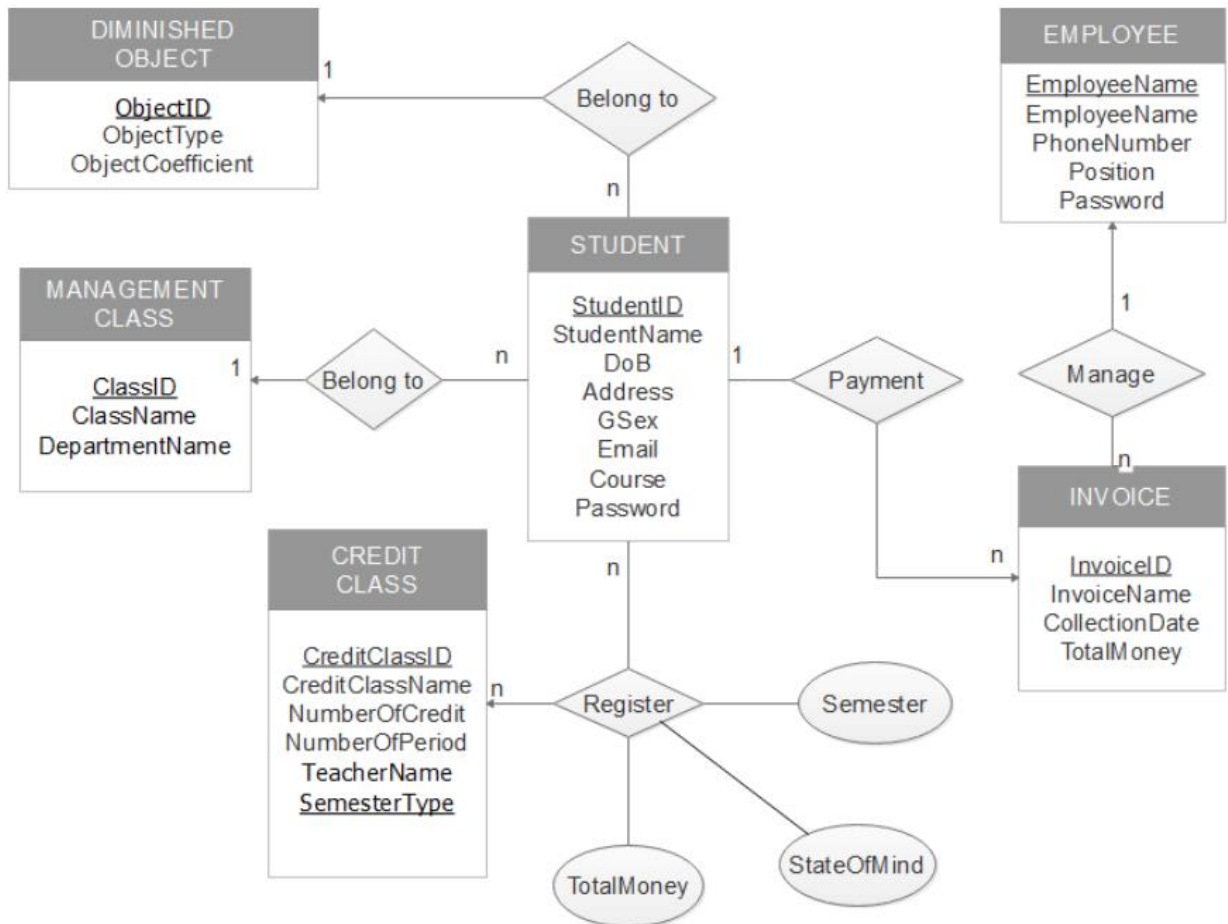 DIMINISHED
OBJECT
ObjectID
ObjectType
ObjectCoefficient
1
Belong to
n
EMPLOYEE
EmployeeName
EmployeeName
PhoneNumber
Position
Password
1
Manage
n
MANAGEMENT
CLASS
ClassID
ClassName
DepartmentName
1
Belong to
n
STUDENT
StudentID
StudentName
DoB
Address
GSex
Email
Course
Password
1
Payment
n
INVOICE
InvoiceID
InvoiceName
CollectionDate
TotalMoney
n
CREDIT
CLASS
CreditClassID
CreditClassName
NumberOfCredit
NumberOfPeriod
TeacherName
SemesterType
n
Register
Semester
StateOfMind
TotalMoney